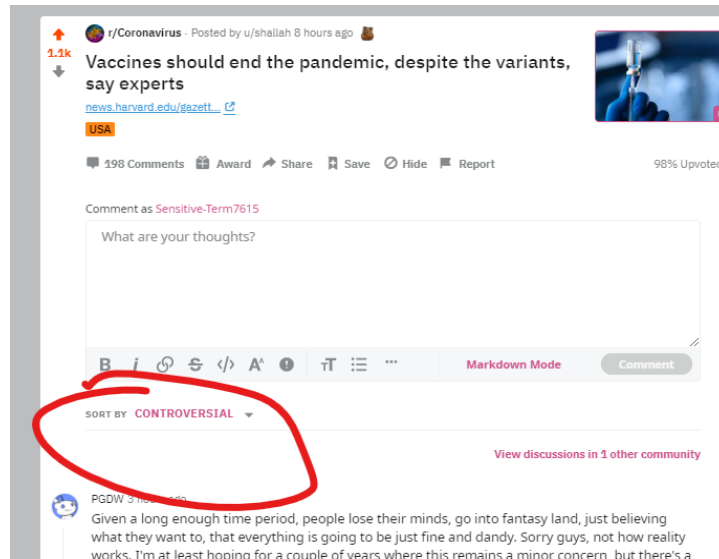 r/Coronavirus · Posted by u/shallah 8 hours ago
1.1k
Vaccines should end the pandemic, despite the variants,
say experts
news.harvard.edu/gazett...
USA
198 Comments Award Share Save Hide Report 98% Upvoted
Comment as Sensitive-Term7615
What are your thoughts?
B i S </> A^ TT ...
Markdown Mode Comment
SORT BY CONTROVERSIAL
View discussions in 1 other community
PGDW 3 hours ago
Given a long enough time period, people lose their minds, go into fantasy land, just believing
what they want to, that everything is going to be just fine and dandy. Sorry guys, not how reality
works. I'm at least hoping for a couple of years where this remains a minor concern, but there's a